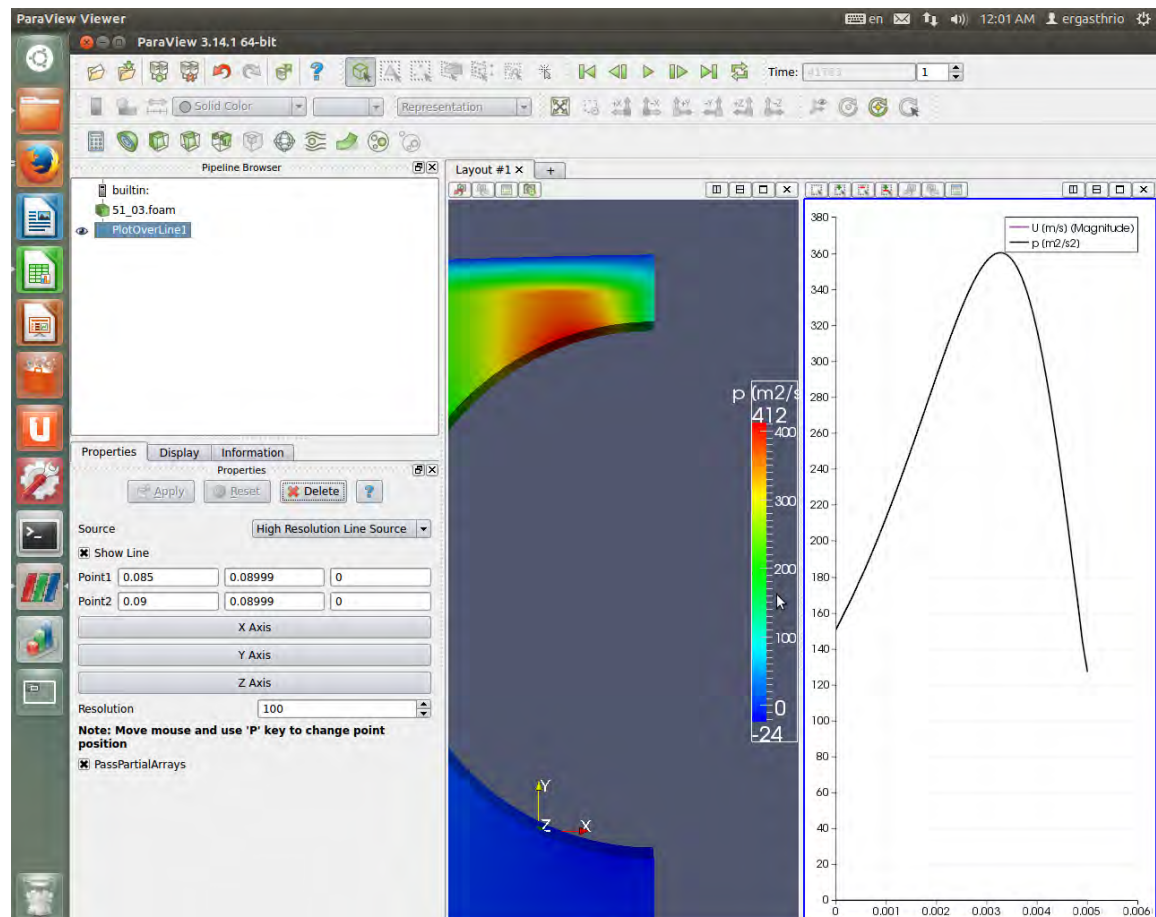 ParaView Viewer
en
12:01 AM
ergasthrio
ParaView 3.14.1 64-bit
Time: 41783 1
Solid Color
Representation
Pipeline Browser
Layout #1
builtin:
51_03.foam
PlotOverLine1
Properties Display Information
Properties
Apply Reset Delete ?
Source High Resolution Line Source
Show Line
Point1 0.085 0.08999 0
Point2 0.09 0.08999 0
X Axis
Y Axis
Z Axis
Resolution 100
Note: Move mouse and use 'P' key to change point
position
PassPartialArrays
p (m2/s
412
400
300
200
100
0
-24
Y
Z X
U (m/s) (Magnitude)
p (m2/s2)
380
360
340
320
300
280
260
240
220
200
180
160
140
120
100
80
60
40
20
0
0 0.001 0.002 0.003 0.004 0.005 0.006